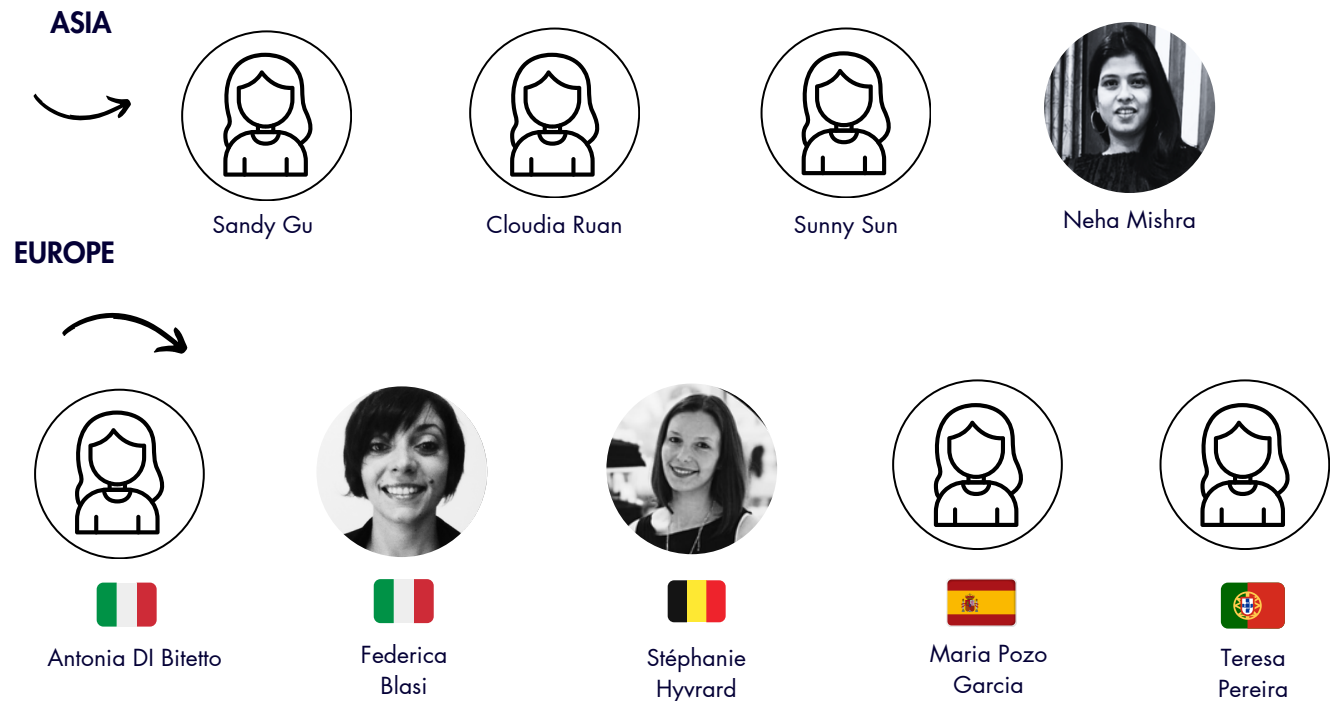 ASIA
Sandy Gu
Cloudia Ruan
Sunny Sun
Neha Mishra
EUROPE
Antonia DI Bitetto
Federica
Blasi
Stéphanie
Hyvrard
Maria Pozo
Garcia
Teresa
Pereira